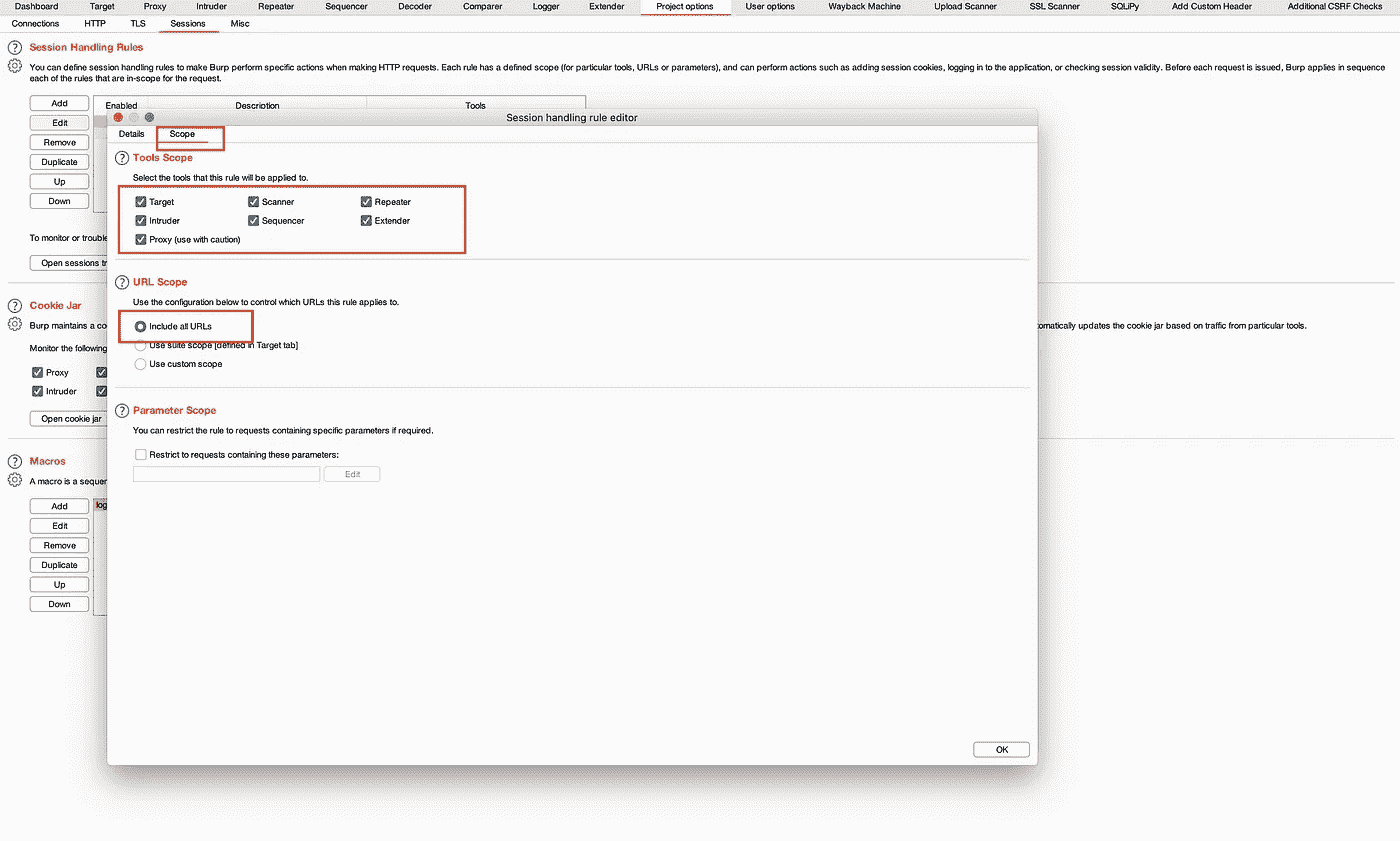 Dashboard Target Proxy Intruder Repeater Sequencer Decoder Comparer Logger Extender Project options User options Wayback Machine Upload Scanner SSL Scanner SQLiPy Add Custom Header Additional CSRF Checks
Connections HTTP TLS Sessions Misc
? Session Handling Rules
You can define session handling rules to make Burp perform specific actions when making HTTP requests. Each rule has a defined scope (for particular tools, URLs or parameters), and can perform actions such as adding session cookies, logging in to the application, or checking session validity. Before each request is issued, Burp applies in sequence
each of the rules that are in-scope for the request.
Add
Edit
Remove
Duplicate
Up
Down
Enabled Description Tools
To monitor or trouble
Open sessions tr
? Cookie Jar
Burp maintains a co
omatically updates the cookie jar based on traffic from particular tools.
Monitor the following
Proxy
Intruder
Open cookie jar
? Macros
A macro is a sequer
Add
Edit
Remove
Duplicate
Up
Down
log
Session handling rule editor
Details Scope
? Tools Scope
Select the tools that this rule will be applied to.
Target Scanner Repeater
Intruder Sequencer Extender
Proxy (use with caution)
? URL Scope
Use the configuration below to control which URLs this rule applies to.
Include all URLs
Use suite scope [defined in Target tab]
Use custom scope
? Parameter Scope
You can restrict the rule to requests containing specific parameters if required.
Restrict to requests containing these parameters:
Edit
OK